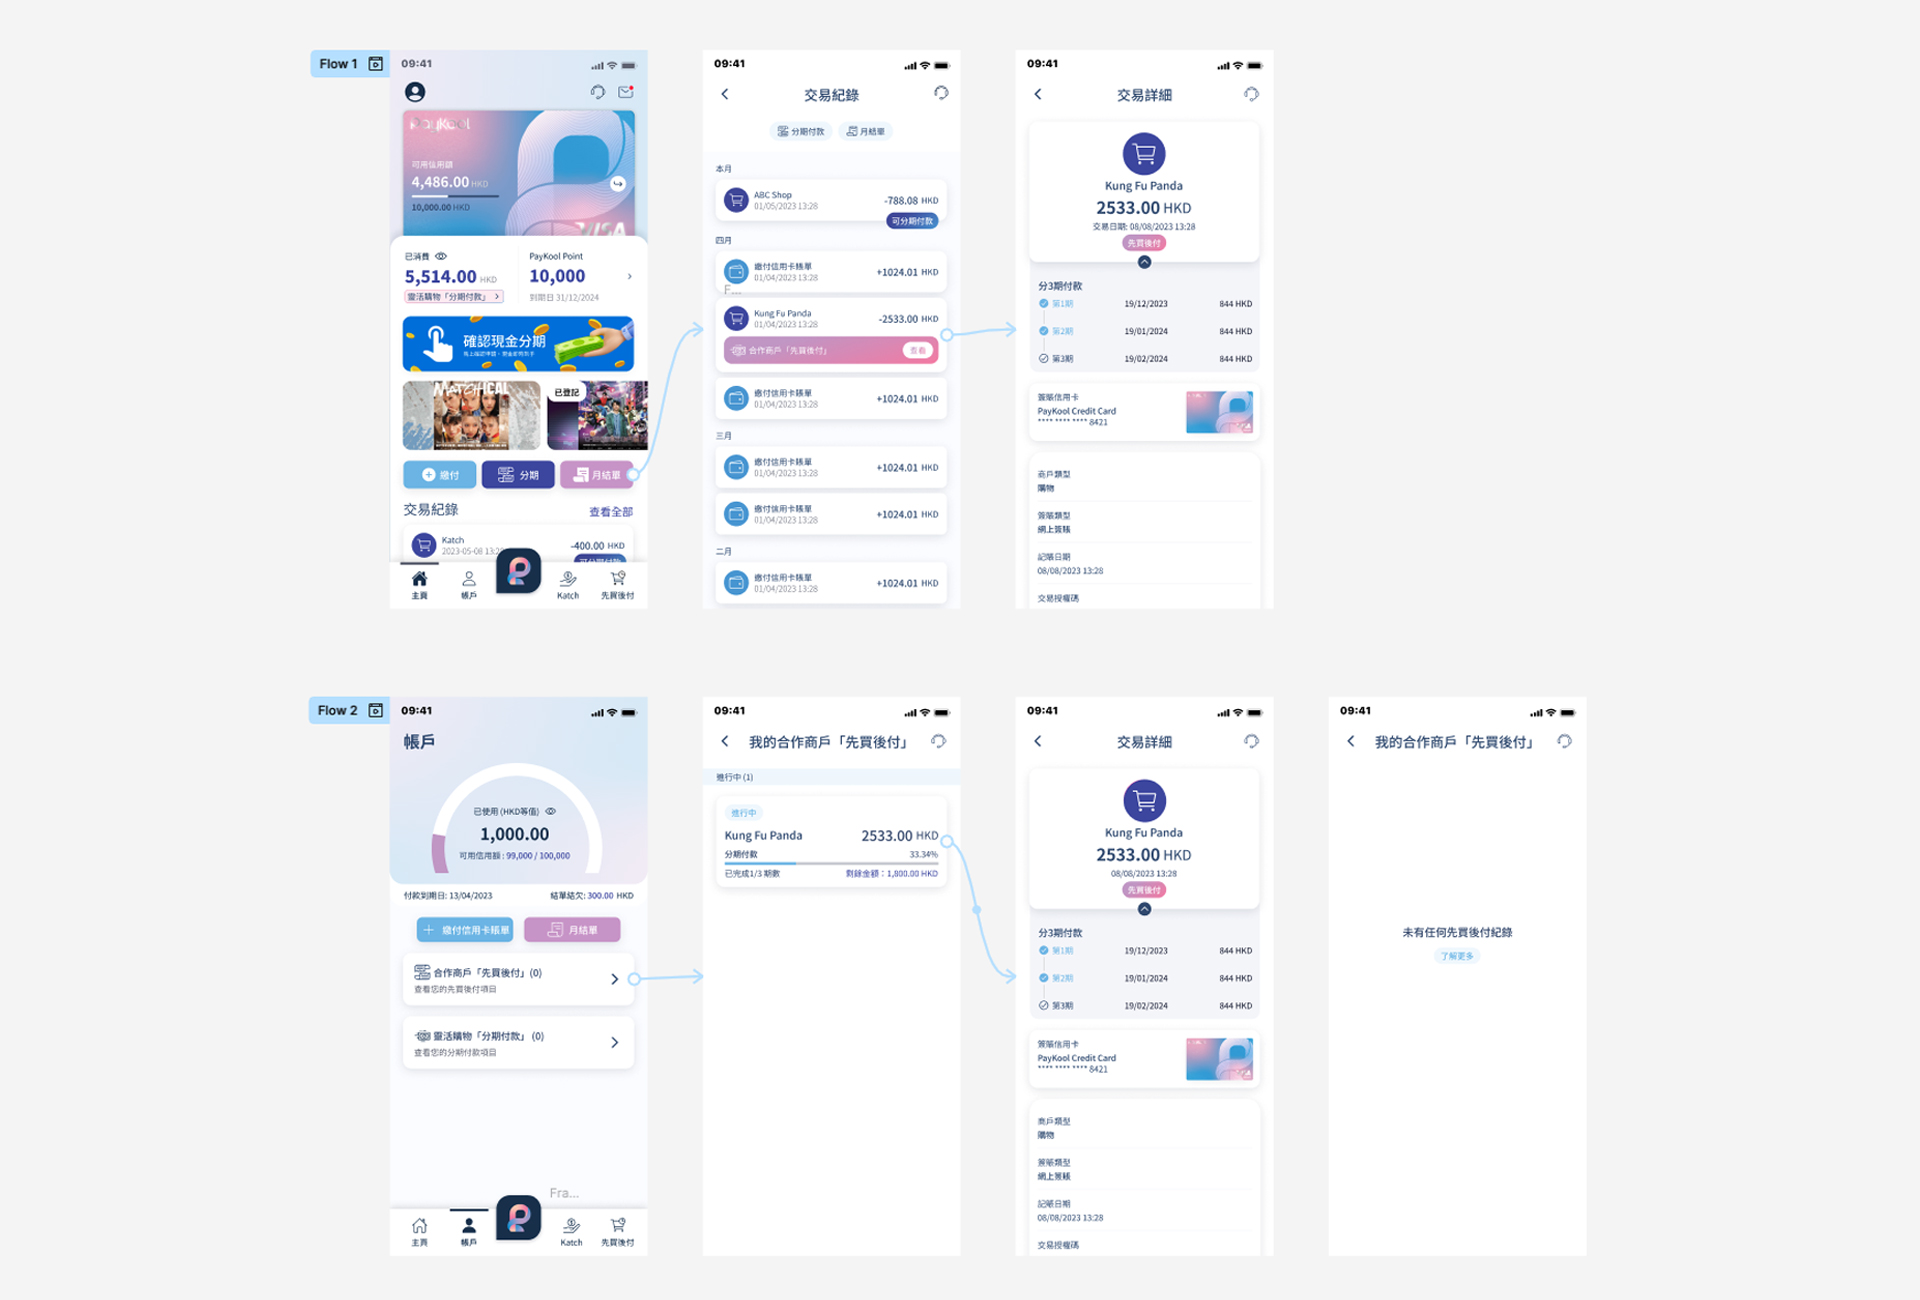 Flow 1
09:41
PayKool
可用信用額
4,486.00 HKD
10,000.00 HKD
VISA
已消費
5,514.00 HKD
靈活購物「分期付款」
PayKool Point
10,000
到期日 31/12/2024
確認現金分期
MATCHICAL
已登記
繳付
分期
月结單
交易紀錄
查看全部
Katch
2023-05-08 13:28
-400.00 HKD
主頁
帳戶
Katch
先買後付
09:41
交易紀錄
分期付款
月结單
本月
ABC Shop
01/05/2023 13:28
-788.08 HKD
可分期付款
四月
繳付信用卡賬單
01/04/2023 13:28
+1024.01 HKD
F...
Kung Fu Panda
01/04/2023 13:28
-2533.00 HKD
合作商戶「先買後付」
查看
繳付信用卡賬單
01/04/2023 13:28
+1024.01 HKD
三月
繳付信用卡賬單
01/04/2023 13:28
+1024.01 HKD
繳付信用卡賬單
01/04/2023 13:28
+1024.01 HKD
二月
繳付信用卡賬單
01/04/2023 13:28
+1024.01 HKD
09:41
交易詳細
Kung Fu Panda
2533.00 HKD
交易日期: 08/08/2023 13:28
先買後付
分3期付款
第1期 19/12/2023 844 HKD
第2期 19/01/2024 844 HKD
第3期 19/02/2024 844 HKD
簽賬信用卡
PayKool Credit Card
**** **** **** 8421
商戶類型
購物
簽賬類型
網上簽賬
記賬日期
08/08/2023 13:28
交易授權碼
Flow 2
09:41
帳戶
已使用 (HKD等值)
1,000.00
可用信用額 : 99,000 / 100,000
付款到期日: 13/04/2023
結單結欠: 300.00 HKD
繳付信用卡賬單
月结單
合作商戶「先買後付」(0)
查看您的先買後付項目
靈活購物「分期付款」 (0)
查看您的分期付款項目
Fra...
主頁
帳戶
Katch
先買後付
09:41
我的合作商戶「先買後付」
進行中 (1)
進行中
Kung Fu Panda 2533.00 HKD
分期付款 33.34%
已完成1/3 期數 剩餘金額：1,800.00 HKD
09:41
交易詳細
Kung Fu Panda
2533.00 HKD
08/08/2023 13:28
先買後付
分3期付款
第1期 19/12/2023 844 HKD
第2期 19/01/2024 844 HKD
第3期 19/02/2024 844 HKD
簽賬信用卡
PayKool Credit Card
**** **** **** 8421
商戶類型
購物
簽賬類型
網上簽賬
記賬日期
08/08/2023 13:28
交易授權碼
09:41
我的合作商戶「先買後付」
未有任何先買後付紀錄
了解更多